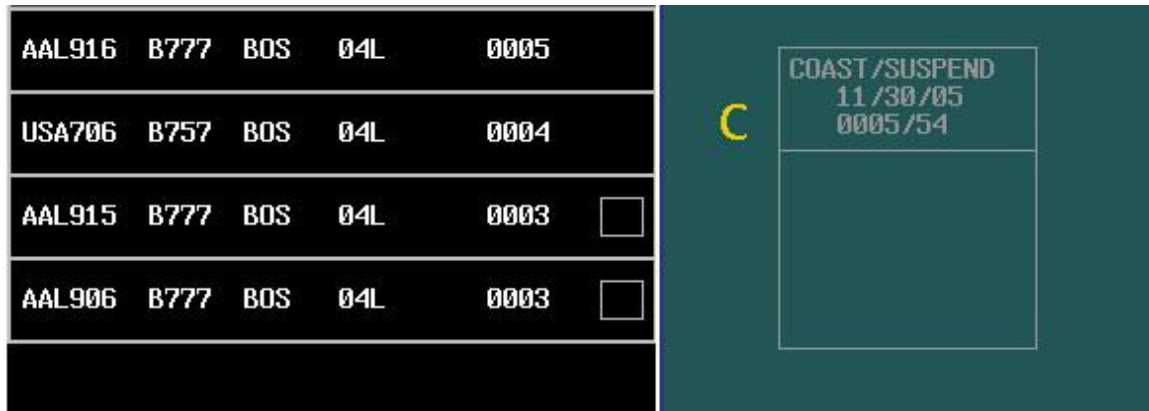 AAL916 B777 BOS 04L 0005
USA706 B757 BOS 04L 0004
AAL915 B777 BOS 04L 0003
AAL906 B777 BOS 04L 0003
C
COAST/SUSPEND
11/30/05
0005/54